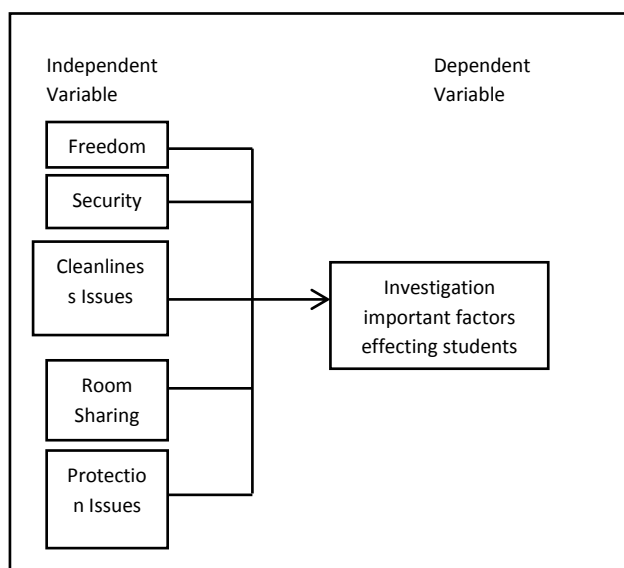 Independent
Variable
Dependent
Variable
Freedom
Security
Cleanlines
s Issues
Room
Sharing
Protectio
n Issues
Investigation
important factors
effecting students